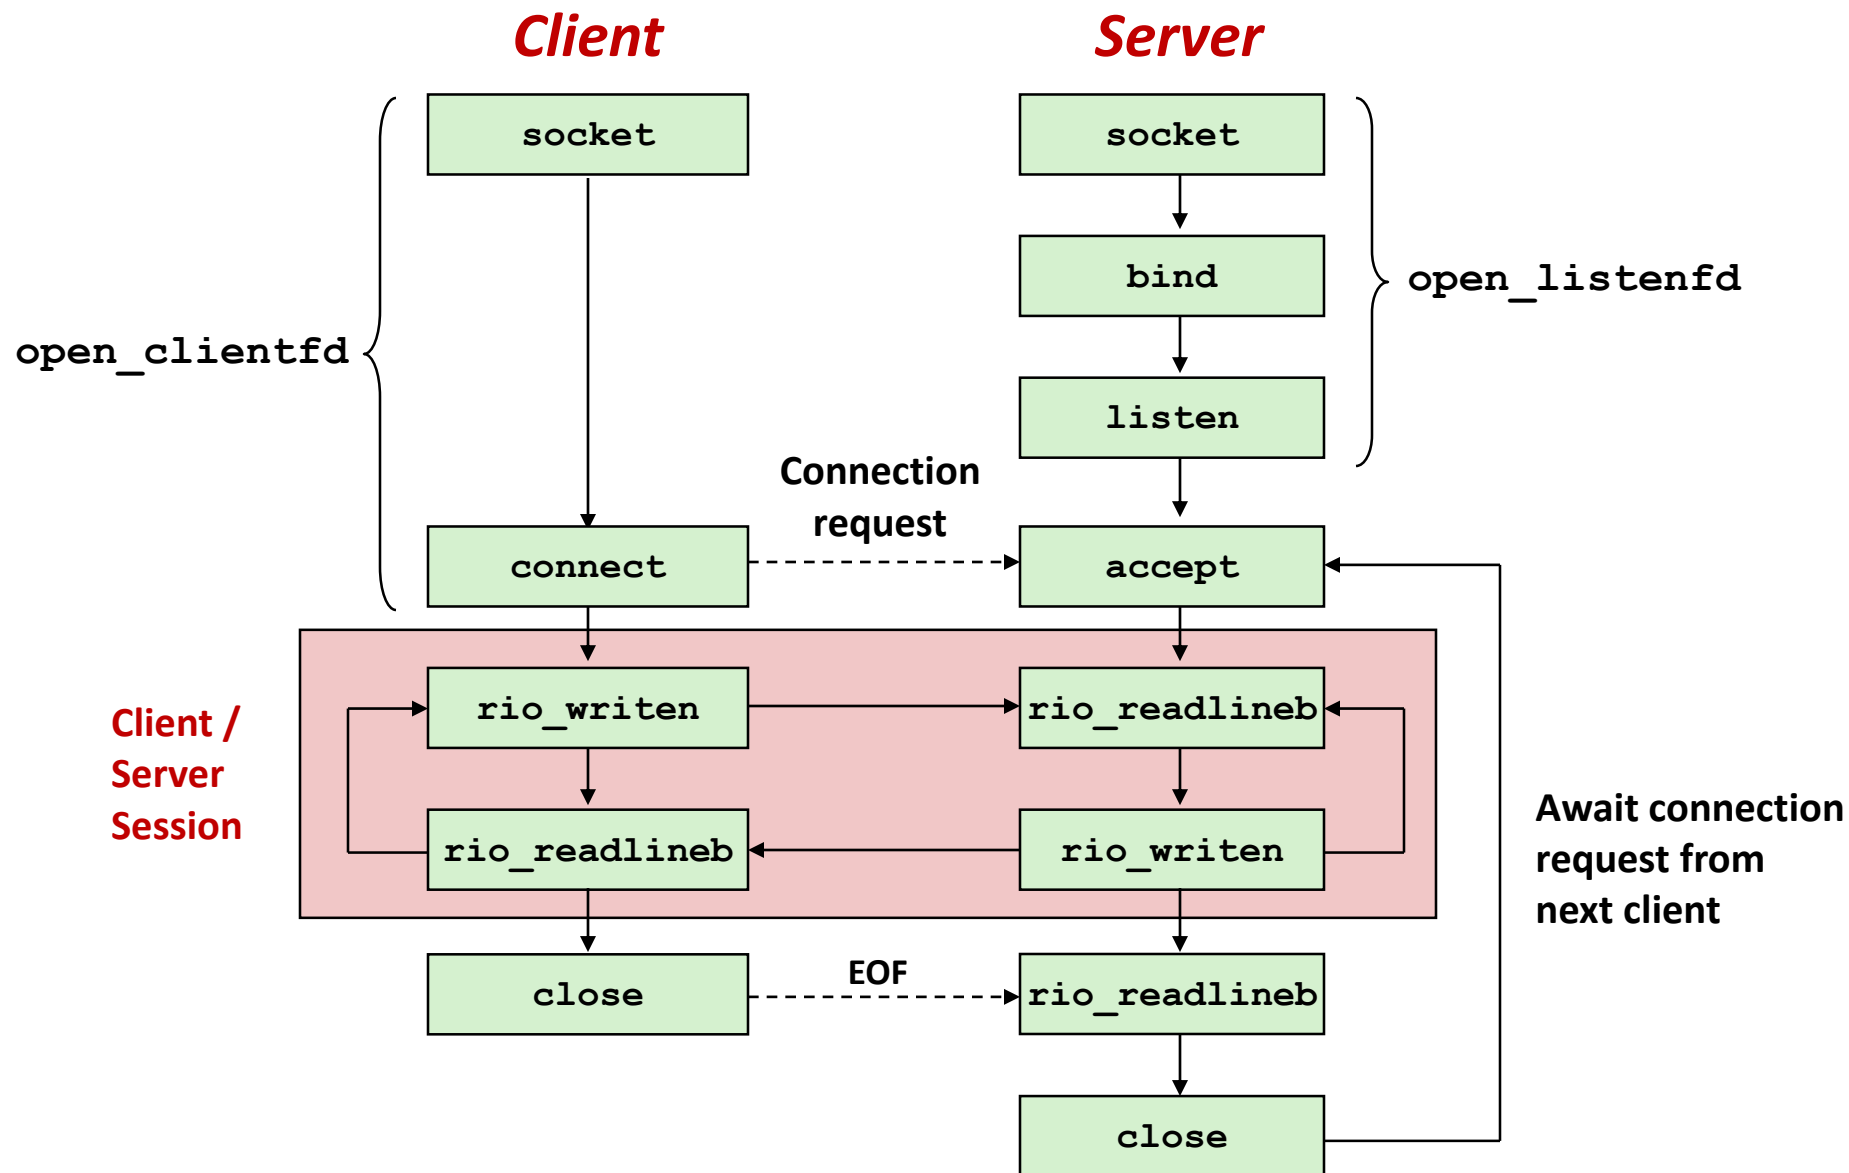 Client
Server
socket
socket
bind
open_listenfd
open_clientfd
listen
Connection
request
connect
accept
Client /
Server
Session
rio_writen
rio_readlineb
rio_readlineb
rio_writen
Await connection
request from
next client
close
EOF
rio_readlineb
close